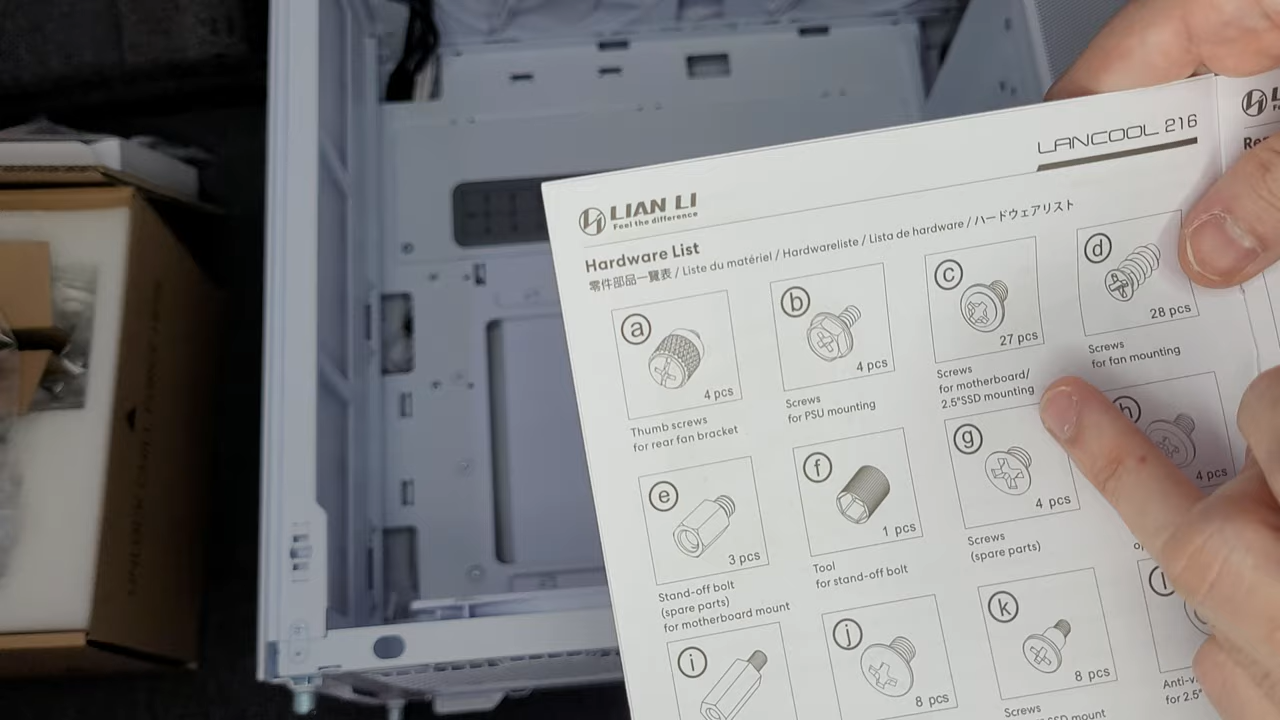 LANCOOL 216
LIAN LI
Feel the difference
Hardware List
零件部品一覽表 / Liste du matériel / Hardwareliste / Lista de hardware / ハードウェアリスト
a
4 pcs
Thumb screws
for rear fan bracket
b
4 pcs
Screws
for PSU mounting
c
27 pcs
Screws
for motherboard/
2.5"SSD mounting
d
28 pcs
Screws
for fan mounting
e
3 pcs
Stand-off bolt
(spare parts)
for motherboard mount
f
1 pcs
Tool
for stand-off bolt
g
4 pcs
Screws
(spare parts)
h
4 pcs
i
j
8 pcs
k
8 pcs
Screws
mount
for 2.5"